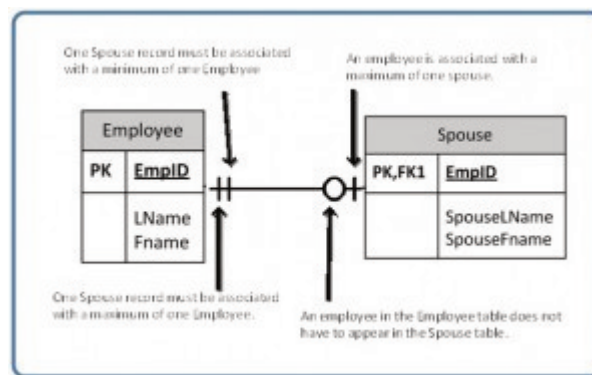 One Spouse record must be associated
with a minimum of one Employee
An employee is associated with a
maximum of one spouse.
Employee
PK EmpID
LName
Fname
Spouse
PK,FK1 EmpID
SpouseLName
SpouseFname
One Spouse record must be associated
with a maximum of one Employee.
An employee in the Employee table does not
have to appear in the Spouse table.